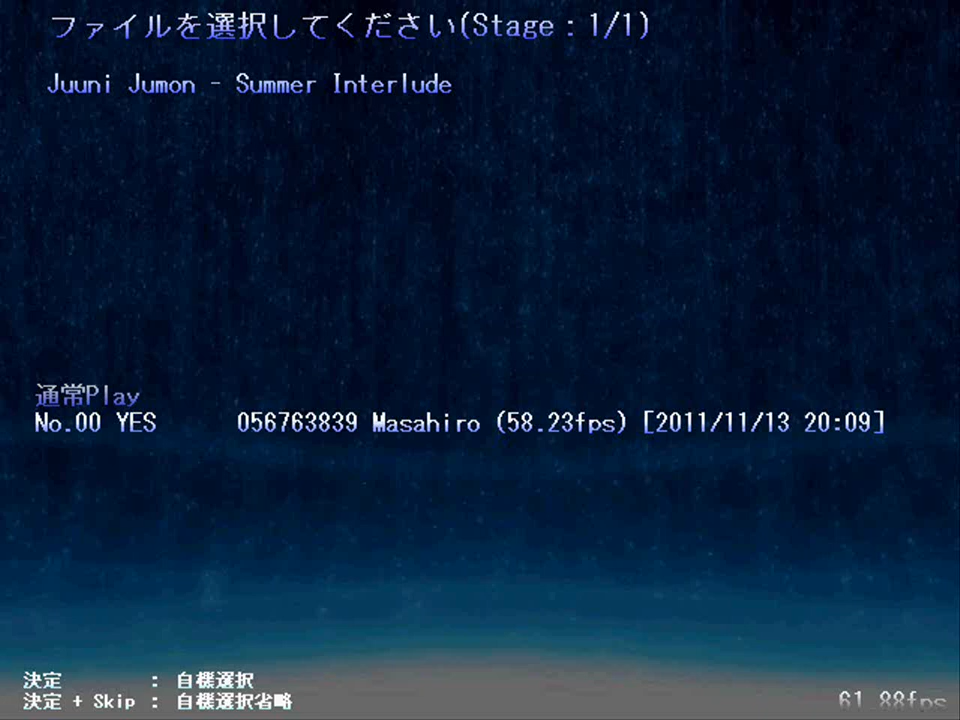 ファイルを選択してください(Stage : 1/1)
Juuni Jumon - Summer Interlude
通常Play
No.00 YES 056763839 Masahiro (58.23fps) [2011/11/13 20:09]
決定 : 自機選択
決定 + Skip : 自機選択省略
61.88fps